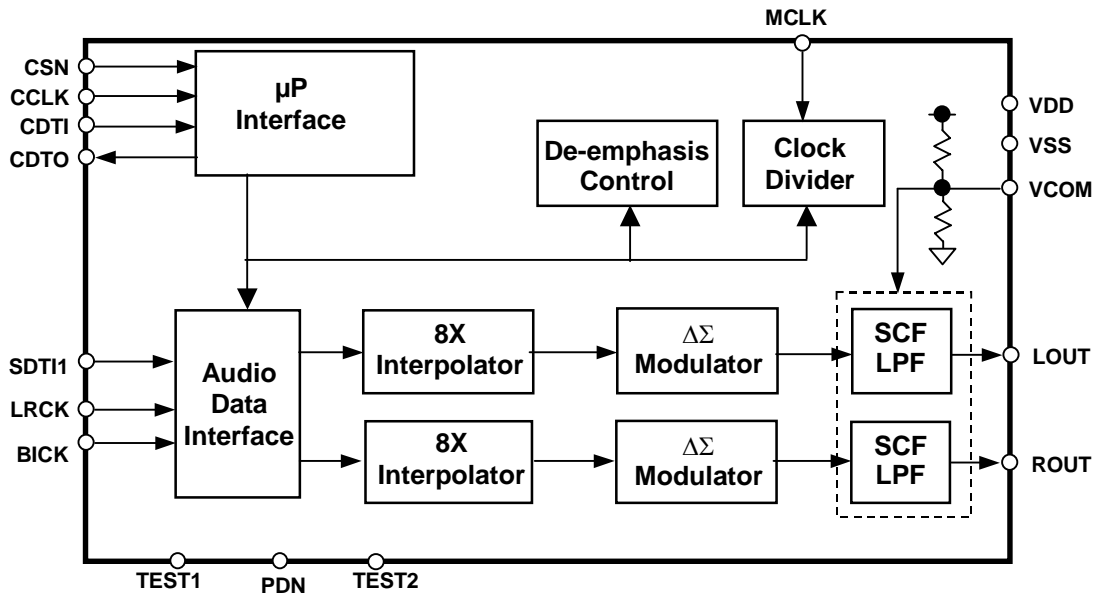 MCLK
CSN
CCLK
CDTI
CDTO
µP
Interface
De-emphasis
Control
Clock
Divider
VDD
VSS
VCOM
SDTI1
LRCK
BICK
Audio
Data
Interface
8X
Interpolator
ΔΣ
Modulator
SCF
LPF
LOUT
8X
Interpolator
ΔΣ
Modulator
SCF
LPF
ROUT
TEST1
PDN
TEST2